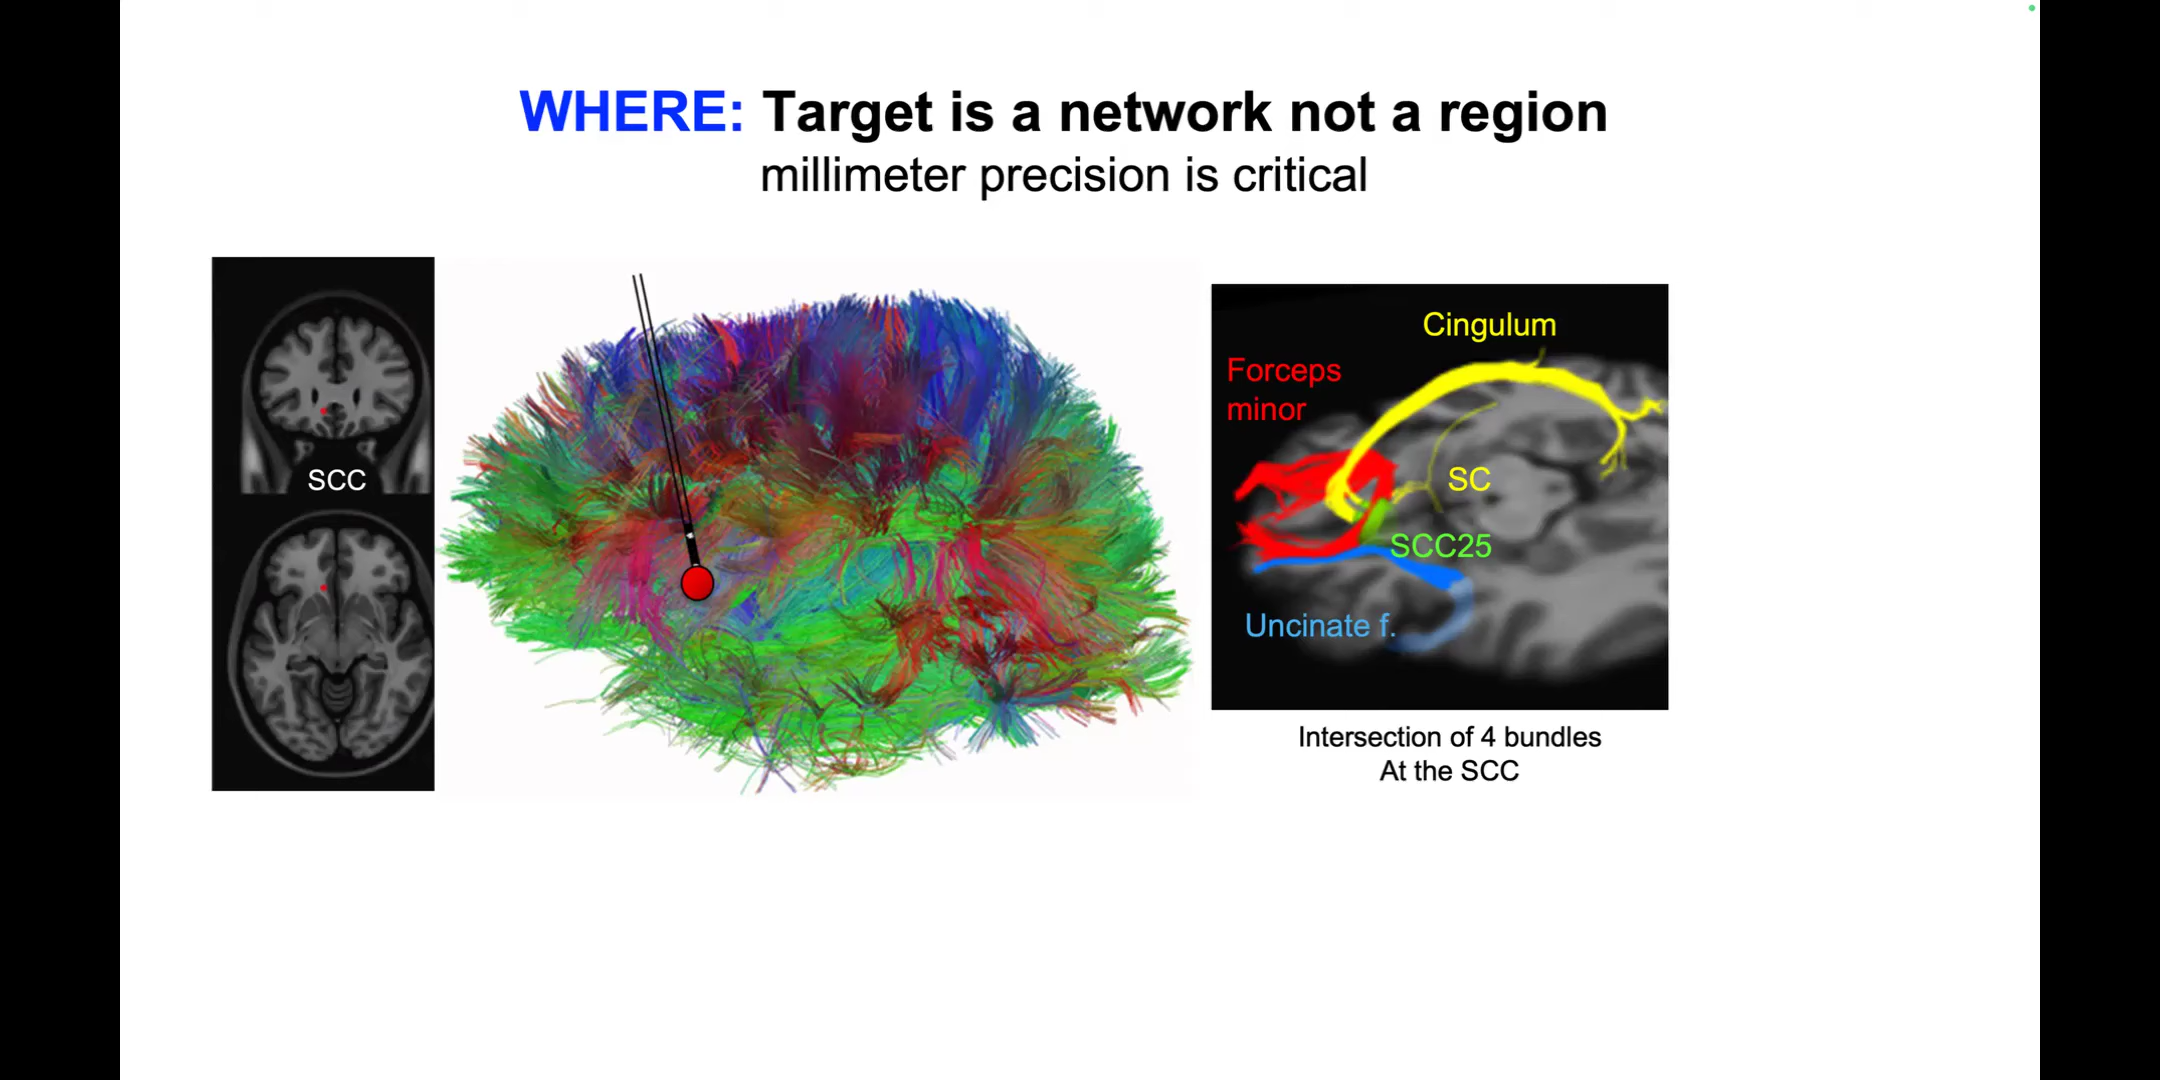 WHERE: Target is a network not a region
millimeter precision is critical
SCC
Cingulum
Forceps
minor
SC
SCC25
Uncinate f.
Intersection of 4 bundles
At the SCC